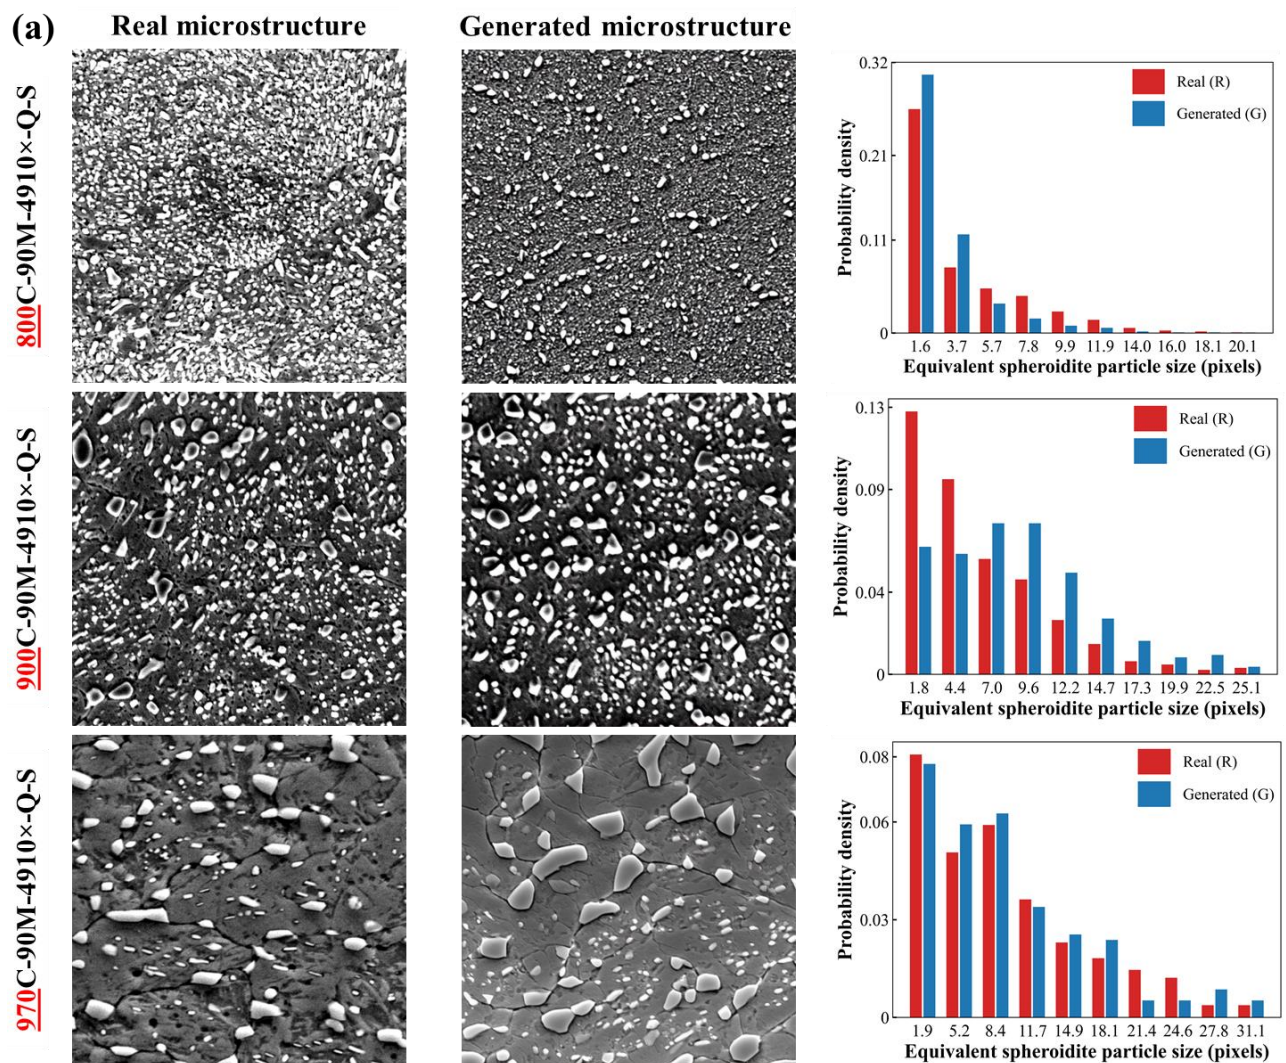 (a)
Real microstructure
Generated microstructure
800C-90M-4910×-Q-S
0.32
0.21
0.11
0
Probability density
Real (R)
Generated (G)
1.6 3.7 5.7 7.8 9.9 11.9 14.0 16.0 18.1 20.1
Equivalent spheroidite particle size (pixels)
900C-90M-4910×-Q-S
0.13
0.09
0.04
0
Probability density
Real (R)
Generated (G)
1.8 4.4 7.0 9.6 12.2 14.7 17.3 19.9 22.5 25.1
Equivalent spheroidite particle size (pixels)
970C-90M-4910×-Q-S
0.08
0.06
0.03
0
Probability density
Real (R)
Generated (G)
1.9 5.2 8.4 11.7 14.9 18.1 21.4 24.6 27.8 31.1
Equivalent spheroidite particle size (pixels)